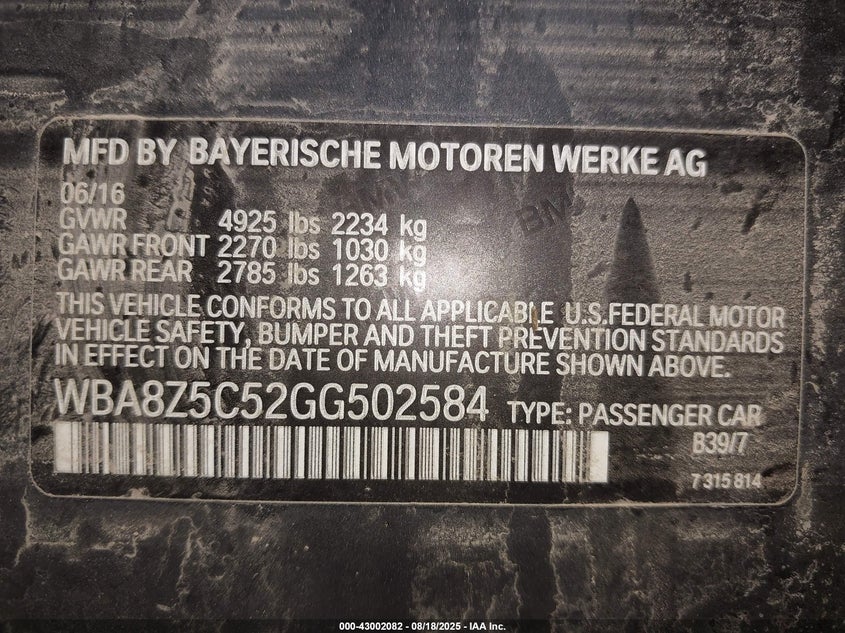 MFD BY BAYERISCHE MOTOREN WERKE AG
06/16
GVWR 4925 lbs 2234 kg
GAWR FRONT 2270 lbs 1030 kg
GAWR REAR 2785 lbs 1263 kg
THIS VEHICLE CONFORMS TO ALL APPLICABLE U.S.FEDERAL MOTOR
VEHICLE SAFETY, BUMPER AND THEFT PREVENTION STANDARDS
IN EFFECT ON THE DATE OF MANUFACTURE SHOWN ABOVE.
WBA8Z5C52GG502584 TYPE: PASSENGER CAR
B39/7
7 315 814
000-43002082 - 08/18/2025 - IAA Inc.